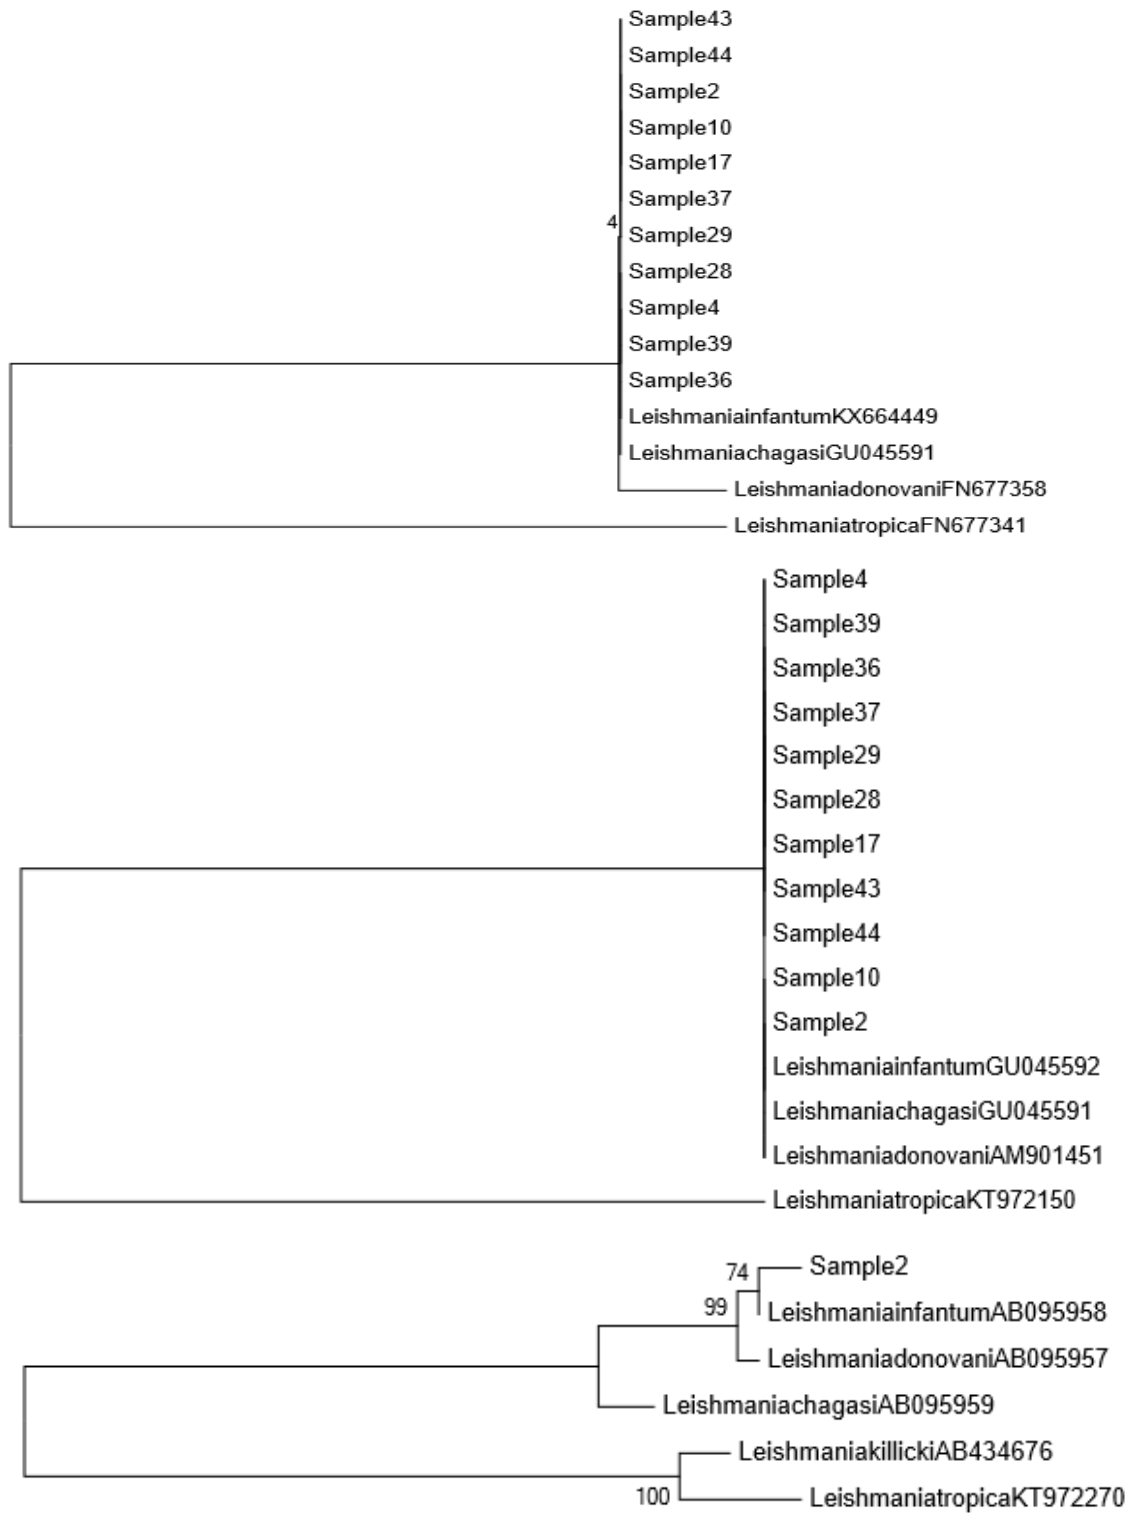 Sample43
Sample44
Sample2
Sample10
Sample17
Sample37
4
Sample29
Sample28
Sample4
Sample39
Sample36
LeishmaniainfantumKX664449
LeishmaniachagasiGU045591
LeishmaniadonovaniFN677358
LeishmaniatropicaFN677341
Sample4
Sample39
Sample36
Sample37
Sample29
Sample28
Sample17
Sample43
Sample44
Sample10
Sample2
LeishmaniainfantumGU045592
LeishmaniachagasiGU045591
LeishmaniadonovaniAM901451
LeishmaniatropicaKT972150
74 Sample2
99 LeishmaniainfantumAB095958
LeishmaniadonovaniAB095957
LeishmaniachagasiAB095959
LeishmaniakillickiAB434676
100 LeishmaniatropicaKT972270